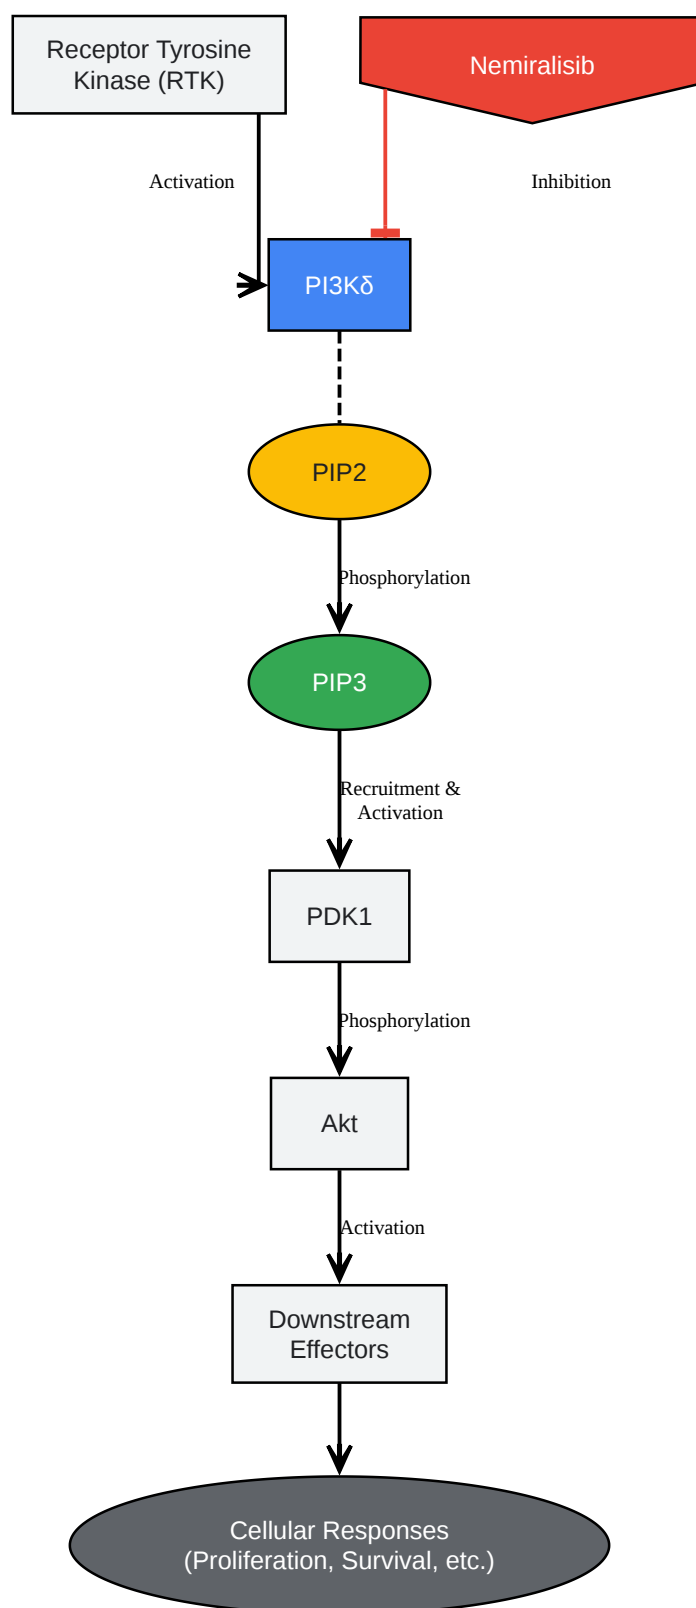 Receptor Tyrosine
Kinase (RTK)
Nemiralisib
Activation
Inhibition
PI3Kδ
PIP2
Phosphorylation
PIP3
Recruitment &
Activation
PDK1
Phosphorylation
Akt
Activation
Downstream
Effectors
Cellular Responses
(Proliferation, Survival, etc.)